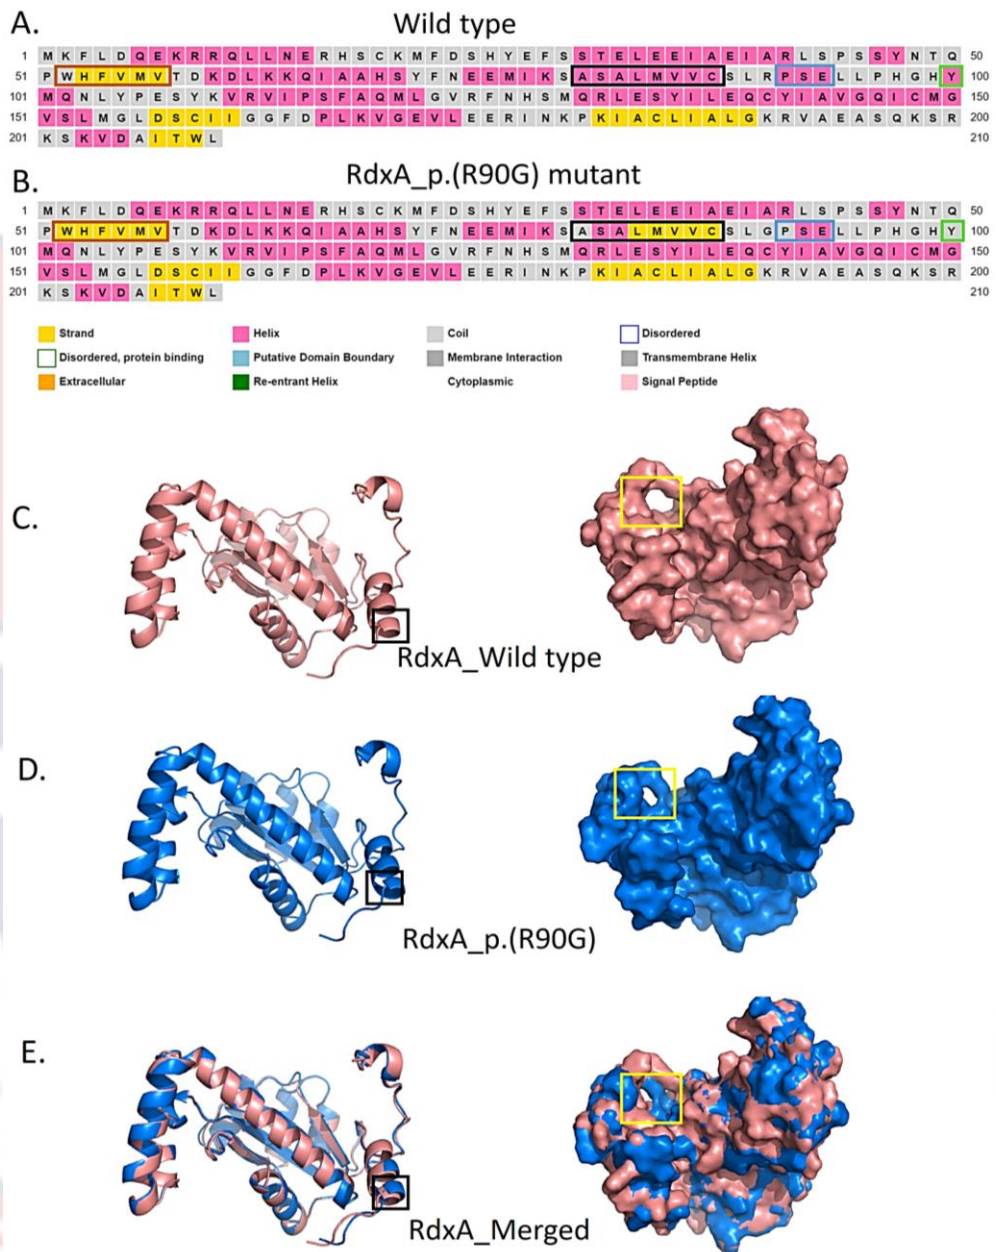 A.
Wild type
1 M K F L D Q E K R R Q L L N E R H S C K M F D S H Y E F S S T E L E E I A E I A R L S P S S Y N T Q 50
51 P W H F V M V T D K D L K K Q I A A H S Y F N E E M I K S A S A L M V V C S L R P S E L L P H G H Y 100
101 M Q N L Y P E S Y K V R V I P S F A Q M L G V R F N H S M Q R L E S Y I L E Q C Y I A V G Q I C M G 150
151 V S L M G L D S C I I G G F D P L K V G E V L E E R I N K P K I A C L I A L G K R V A E A S Q K S R 200
201 K S K V D A I T W L 210
B.
RdxA_p.(R90G) mutant
1 M K F L D Q E K R R Q L L N E R H S C K M F D S H Y E F S S T E L E E I A E I A R L S P S S Y N T Q 50
51 P W H F V M V T D K D L K K Q I A A H S Y F N E E M I K S A S A L M V V C S L G P S E L L P H G H Y 100
101 M Q N L Y P E S Y K V R V I P S F A Q M L G V R F N H S M Q R L E S Y I L E Q C Y I A V G Q I C M G 150
151 V S L M G L D S C I I G G F D P L K V G E V L E E R I N K P K I A C L I A L G K R V A E A S Q K S R 200
201 K S K V D A I T W L 210
Strand Helix Coil Disordered
Disordered, protein binding Putative Domain Boundary Membrane Interaction Transmembrane Helix
Extracellular Re-entrant Helix Cytoplasmic Signal Peptide
C.
RdxA_Wild type
D.
RdxA_p.(R90G)
E.
RdxA_Merged